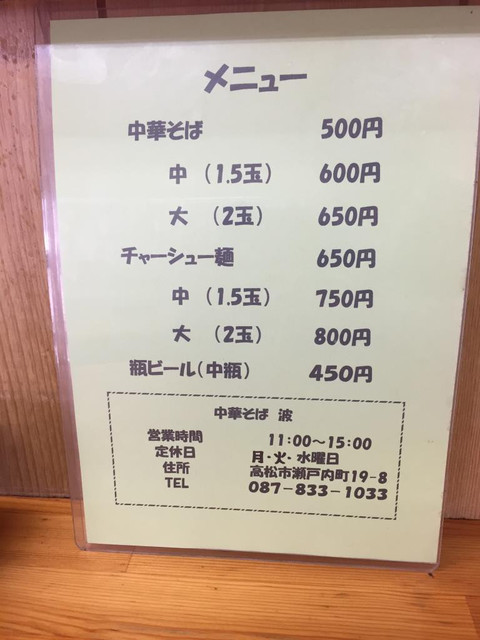 メニュー
中華そば 500円
中 (1.5玉) 600円
大 (2玉) 650円
チャーシュー麺 650円
中 (1.5玉) 750円
大 (2玉) 800円
瓶ビール(中瓶) 450円
中華そば 波
営業時間 11:00~15:00
定休日 月・火・水曜日
住所 高松市瀬戸内町19-8
TEL 087-833-1033